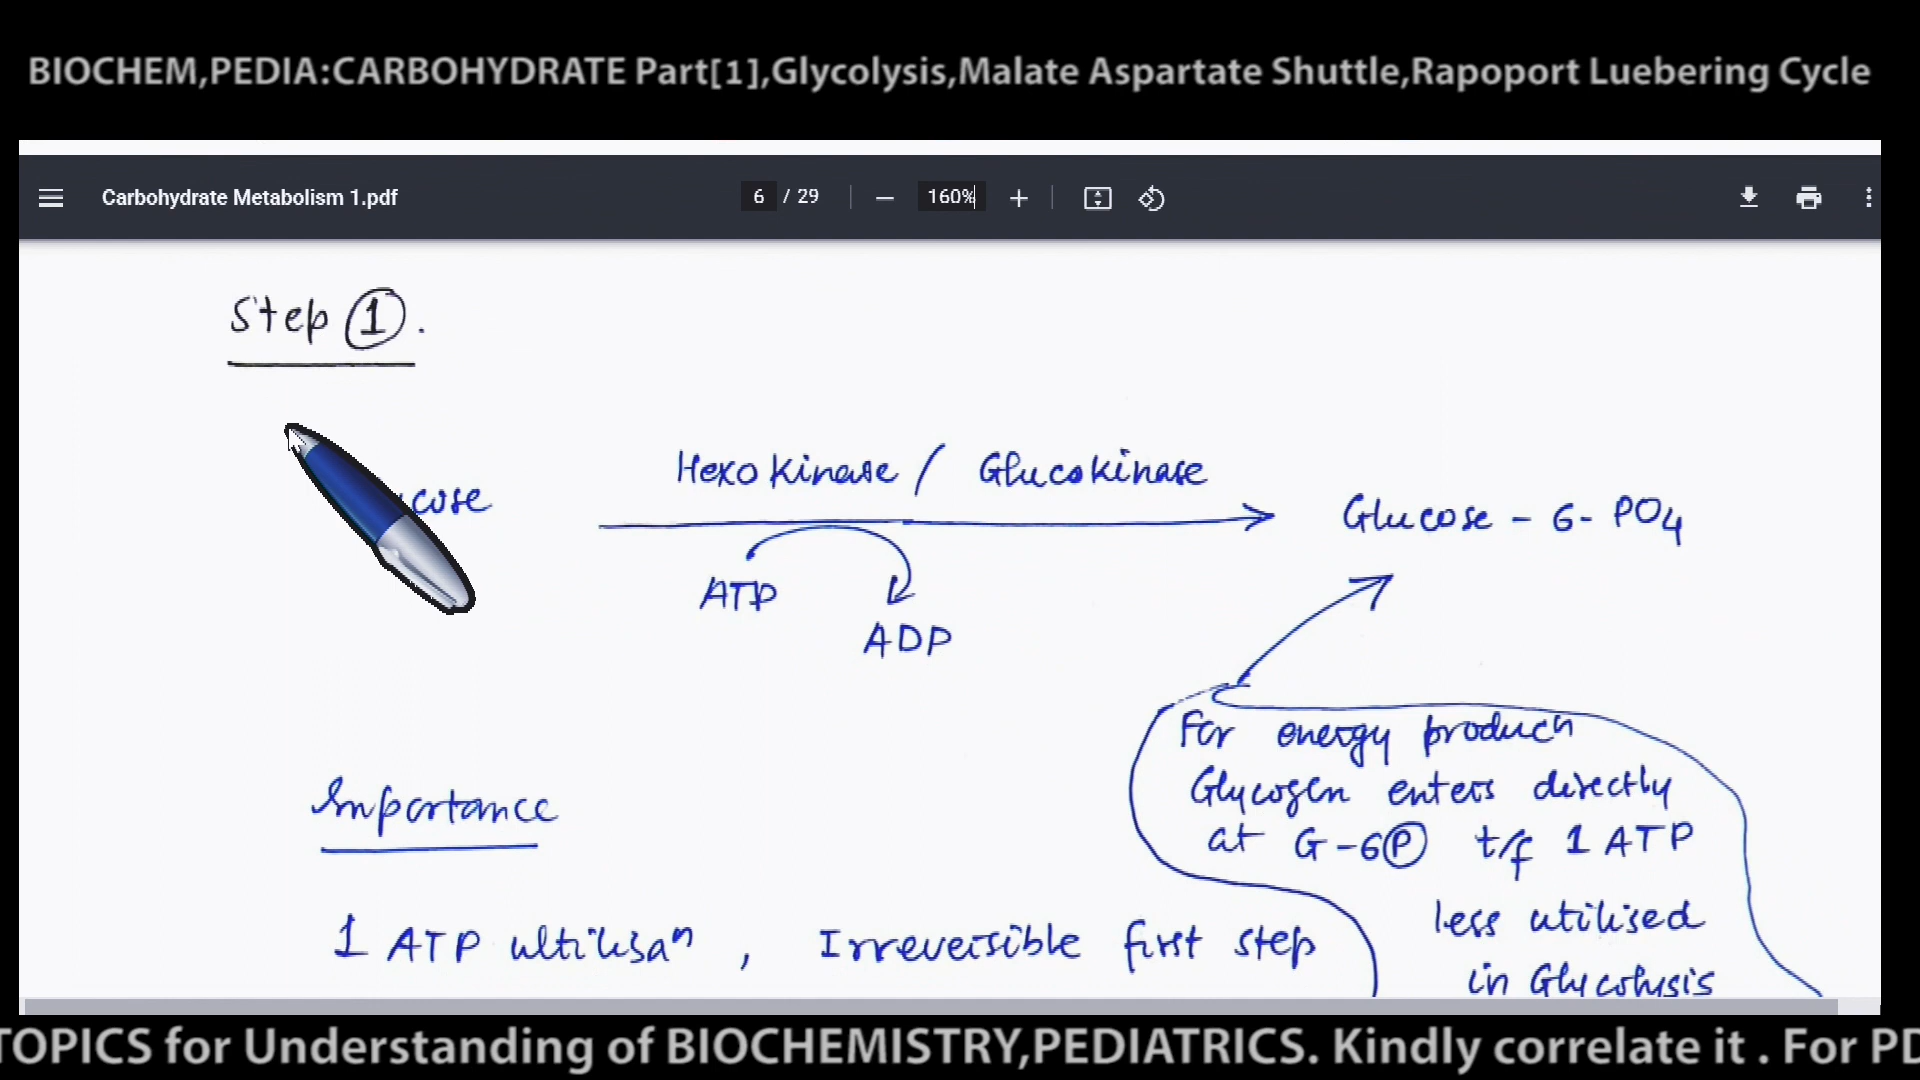 BIOCHEM,PEDIA:CARBOHYDRATE Part[1],Glycolysis,Malate Aspartate Shuttle,Rapoport Luebering Cycle
Carbohydrate Metabolism 1.pdf 6 / 29 160%
Step 1.
Hexokinase / Glucokinase
cose Glucose - 6 - PO4
ATP
ADP
For energy producn
Glycogen enters directly
at G-6P t/f 1 ATP
less utilised
in Glycolysis
Importance
1 ATP ultilisan, Irreversible first step
TOPICS for Understanding of BIOCHEMISTRY,PEDIATRICS. Kindly correlate it . For PD